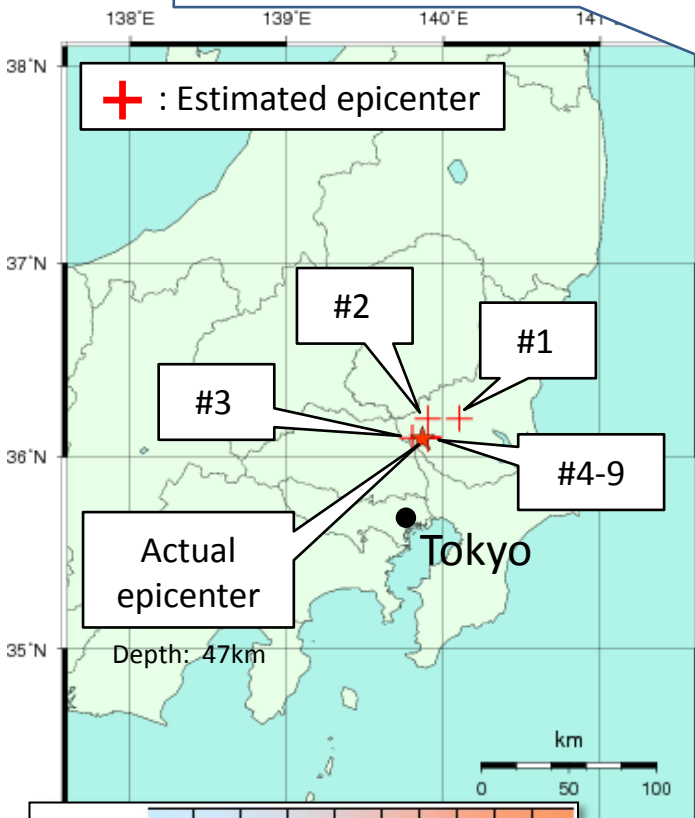 138°E 139°E 140°E
38°N
+ : Estimated epicenter
37°N
#2
#1
#3
36°N
#4-9
Actual
epicenter
Tokyo
35°N
Depth: 47km
km
0 50 100